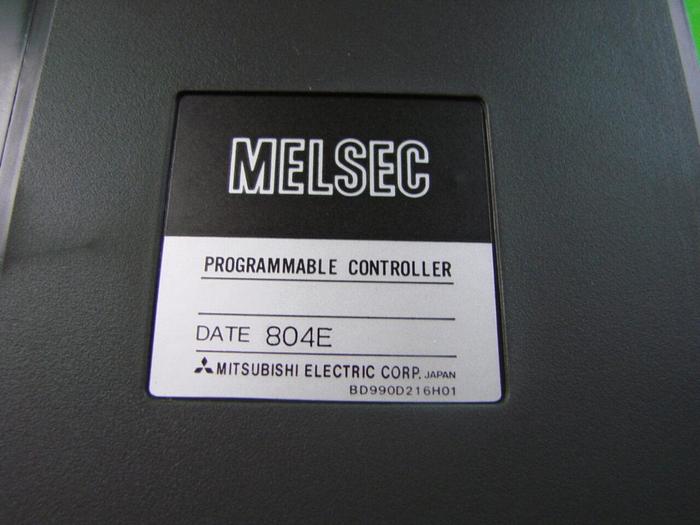 MELSEC
PROGRAMMABLE CONTROLLER
DATE 804E
MITSUBISHI ELECTRIC CORP. JAPAN
BD990D216H01